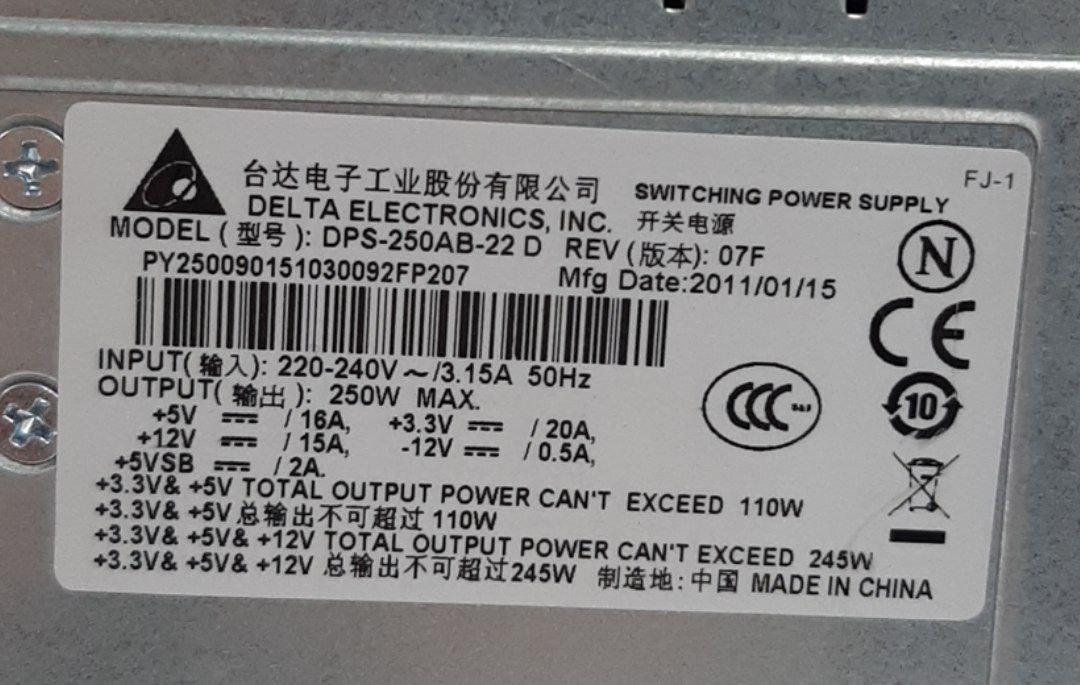 FJ-1
台达电子工业股份有限公司 SWITCHING POWER SUPPLY
DELTA ELECTRONICS, INC. 开关电源
MODEL (型号): DPS-250AB-22 D REV (版本): 07F
PY250090151030092FP207 Mfg Date:2011/01/15
N
CE
INPUT(输入): 220-240V～/3.15A 50Hz
OUTPUT(输出): 250W MAX.
CCC
10
+5V ⎓ / 16A, +3.3V ⎓ / 20A,
+12V ⎓ / 15A, -12V ⎓ / 0.5A,
+5VSB ⎓ / 2A.
+3.3V& +5V TOTAL OUTPUT POWER CAN'T EXCEED 110W
+3.3V& +5V 总输出不可超过 110W
+3.3V& +5V& +12V TOTAL OUTPUT POWER CAN'T EXCEED 245W
+3.3V& +5V& +12V 总输出不可超过245W 制造地: 中国 MADE IN CHINA